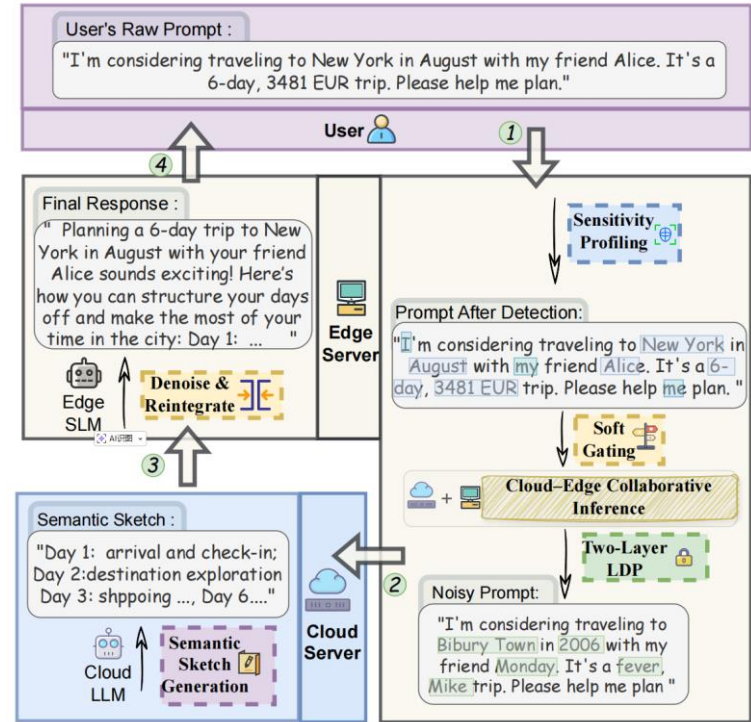 User's Raw Prompt :
"I'm considering traveling to New York in August with my friend Alice. It's a
6-day, 3481 EUR trip. Please help me plan."
User
1
4
Final Response :
" Planning a 6-day trip to New
York in August with your friend
Alice sounds exciting! Here's
how you can structure your days
off and make the most of your
time in the city: Day 1: ... "
Edge
SLM
Denoise &
Reintegrate
AI识图
Edge
Server
Sensitivity
Profiling
Prompt After Detection:
"I'm considering traveling to New York in
August with my friend Alice. It's a 6-
day, 3481 EUR trip. Please help me plan. "
Soft
Gating
+
Cloud–Edge Collaborative
Inference
Two-Layer
LDP
Noisy Prompt:
"I'm considering traveling to
Bibury Town in 2006 with my
friend Monday. It's a fever,
Mike trip. Please help me plan "
2
3
Semantic Sketch :
"Day 1: arrival and check-in;
Day 2:destination exploration
Day 3: shppoing ..., Day 6...."
Cloud
LLM
Semantic
Sketch
Generation
Cloud
Server